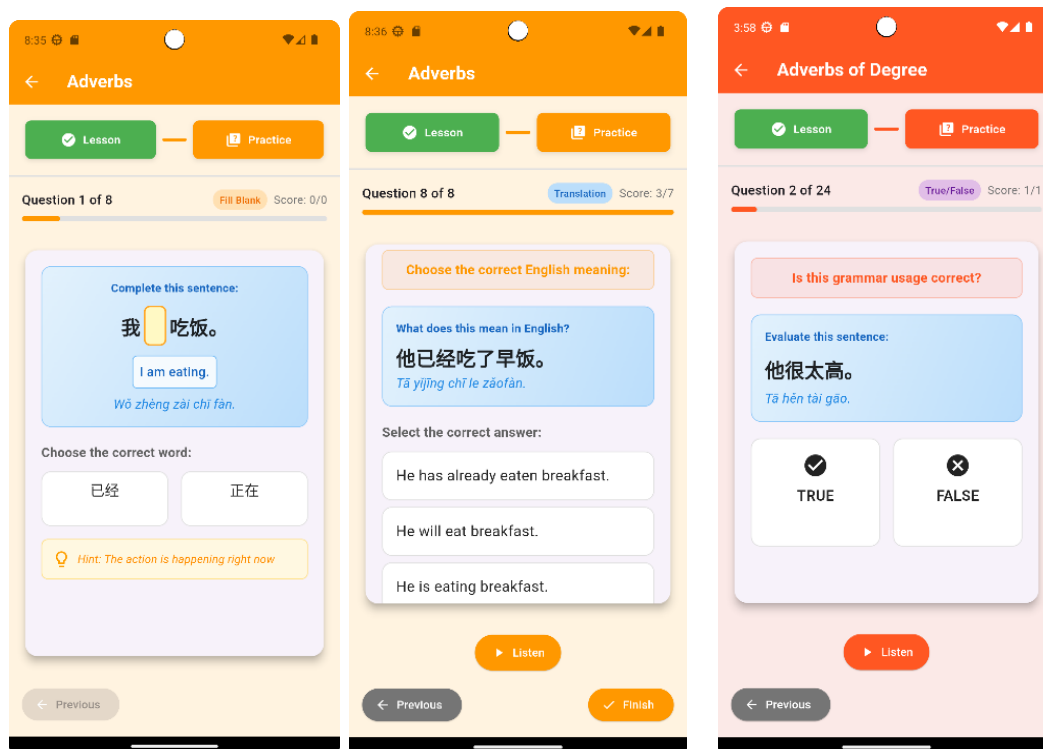 8:35
Adverbs
Lesson
Practice
Question 1 of 8
Fill Blank
Score: 0/0
Complete this sentence:
我 吃饭。
I am eating.
Wǒ zhèng zài chī fàn.
Choose the correct word:
已经
正在
Hint: The action is happening right now
Previous
8:36
Adverbs
Lesson
Practice
Question 8 of 8
Translation
Score: 3/7
Choose the correct English meaning:
What does this mean in English?
他已经吃了早饭。
Tā yǐjīng chī le zǎofàn.
Select the correct answer:
He has already eaten breakfast.
He will eat breakfast.
He is eating breakfast.
Listen
Previous
Finish
3:58
Adverbs of Degree
Lesson
Practice
Question 2 of 24
True/False
Score: 1/1
Is this grammar usage correct?
Evaluate this sentence:
他很太高。
Tā hěn tài gāo.
TRUE
FALSE
Listen
Previous